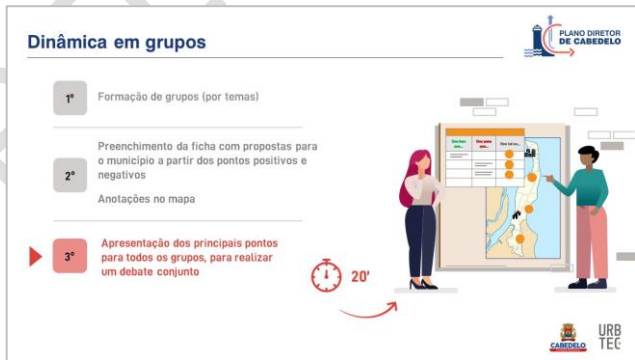 Dinâmica em grupos
PLANO DIRETOR
DE CABEDELO
1º
Formação de grupos (por temas)
2º
Preenchimento da ficha com propostas para
o município a partir dos pontos positivos e
negativos
Anotações no mapa
3º
Apresentação dos principais pontos
para todos os grupos, para realizar
um debate conjunto
20'
CABEDELO
URB
TEC